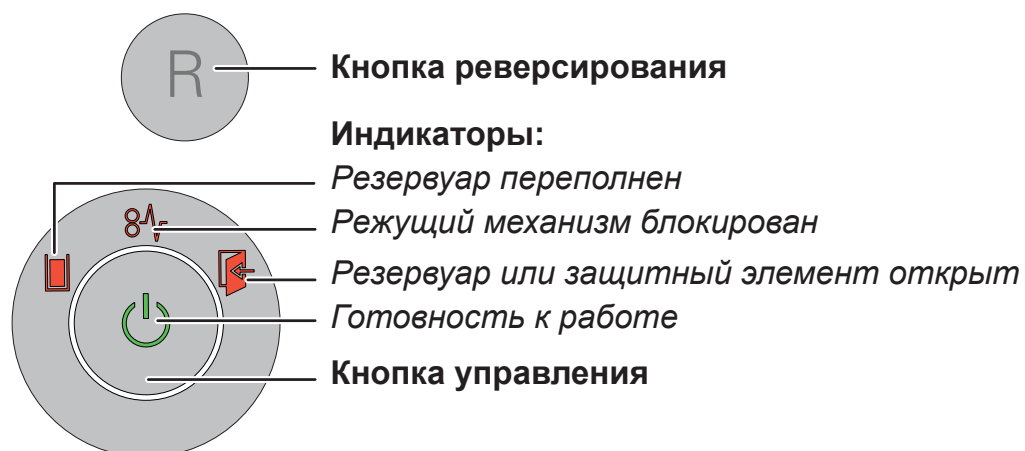 R
Кнопка реверсирования
Индикаторы:
Резервуар переполнен
Режущий механизм блокирован
Резервуар или защитный элемент открыт
Готовность к работе
Кнопка управления